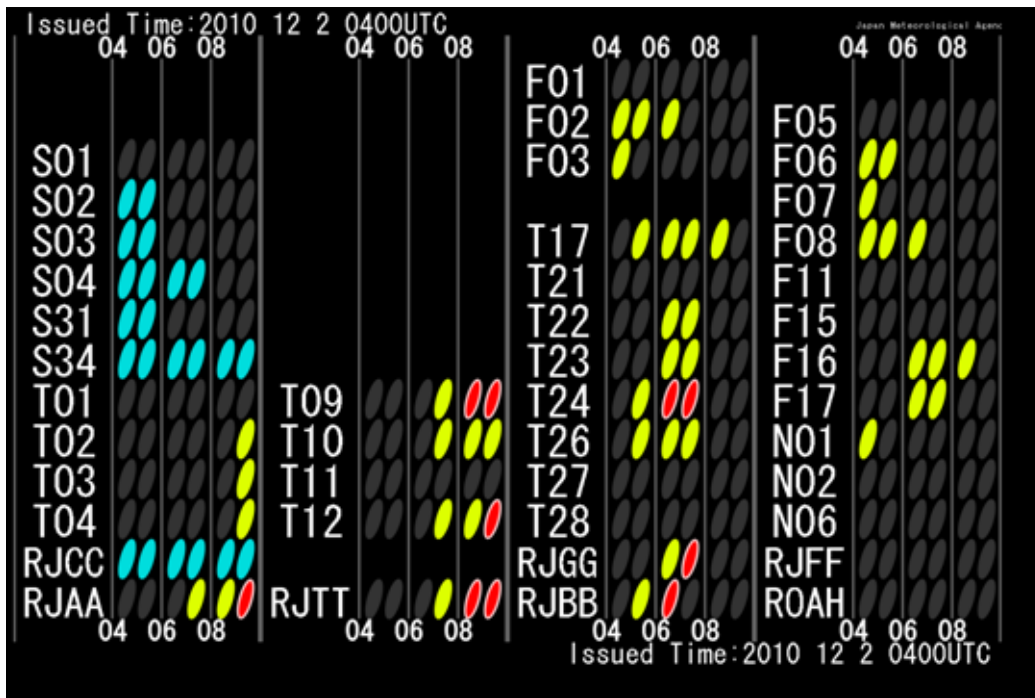 Issued Time:2010 12 2 0400UTC
Japan Meteorological Agenc
04 06 08
S01
S02
S03
S04
S31
S34
T01
T02
T03
T04
RJCC
RJAA
04 06 08
04 06 08
T09
T10
T11
T12
RJTT
04 06 08
04 06 08
F01
F02
F03
T17
T21
T22
T23
T24
T26
T27
T28
RJGG
RJBB
04 06 08
04 06 08
F05
F06
F07
F08
F11
F15
F16
F17
N01
N02
N06
RJFF
ROAH
04 06 08
Issued Time:2010 12 2 0400UTC